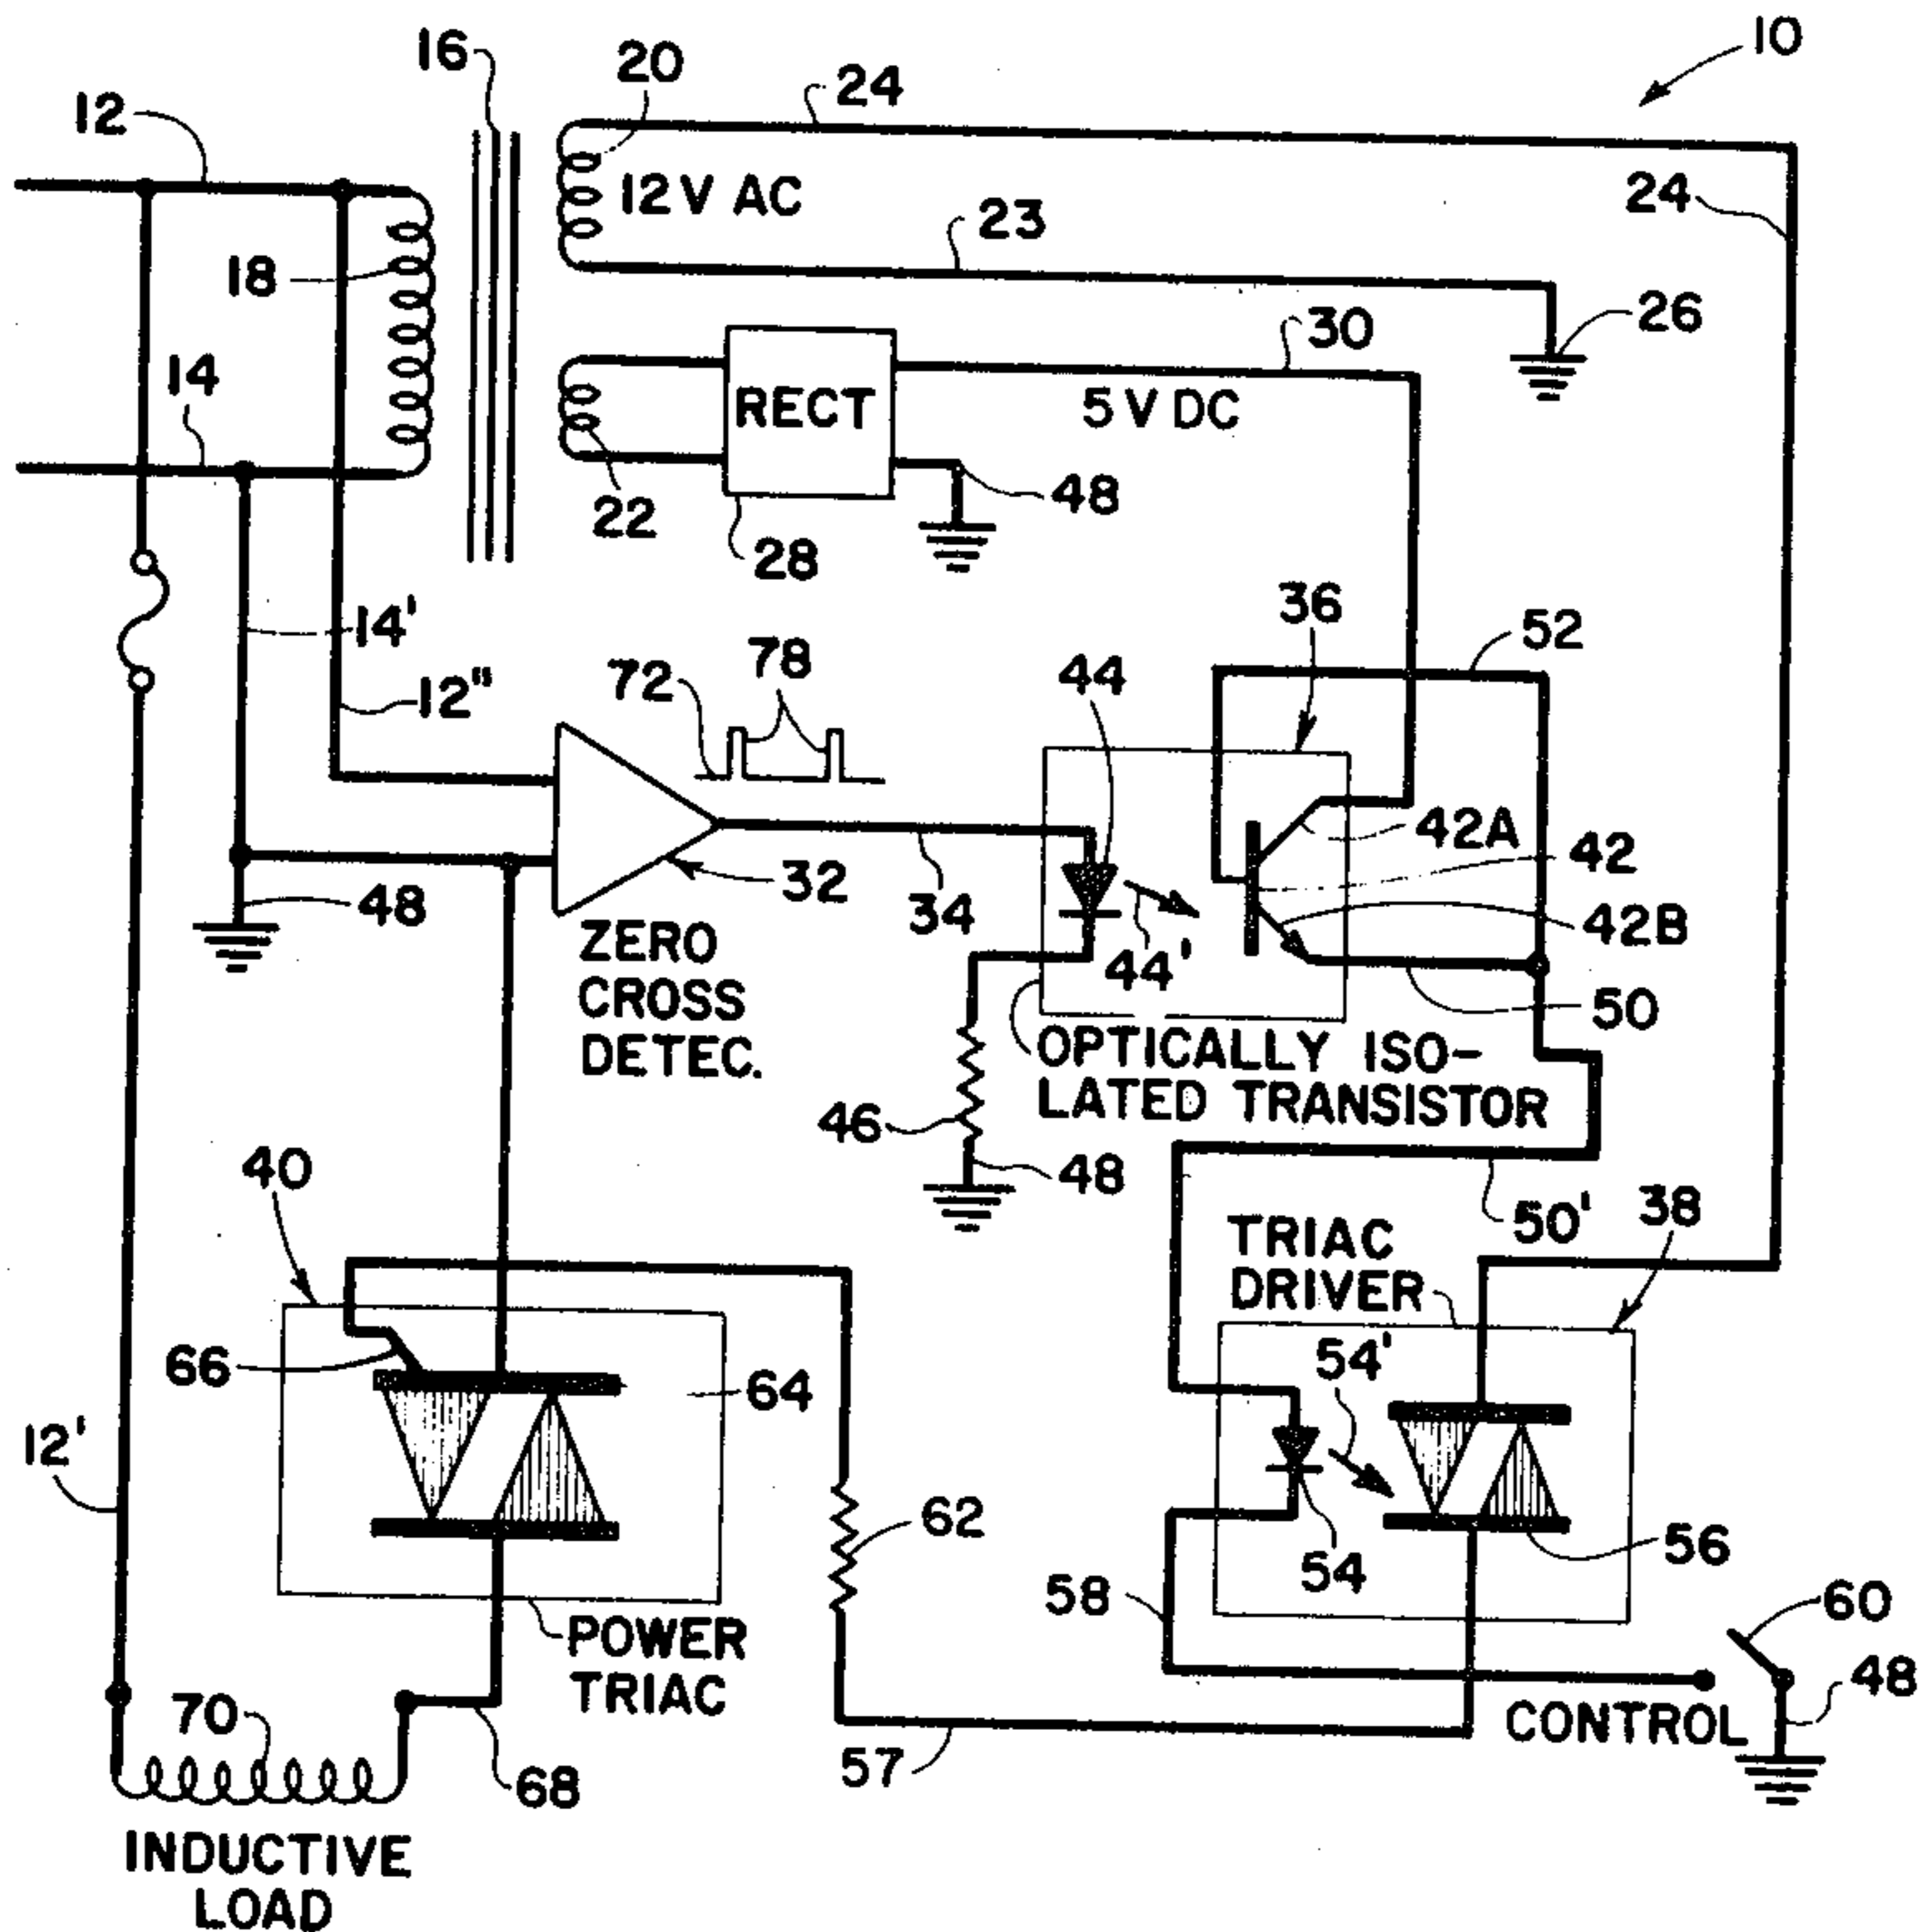 10
16
20
24
12
12 V AC
24
23
18
26
30
14
RECT
5 V DC
48
22
28
36
52
14'
78
44
72
12"
42A
42
32
48
34
42B
44'
ZERO
CROSS
DETEC.
50
OPTICALLY ISO-
LATED TRANSISTOR
46
48
40
50'
38
TRIAC
DRIVER
54'
66
64
12'
62
56
54
58
60
POWER
TRIAC
48
70
CONTROL
57
68
INDUCTIVE
LOAD